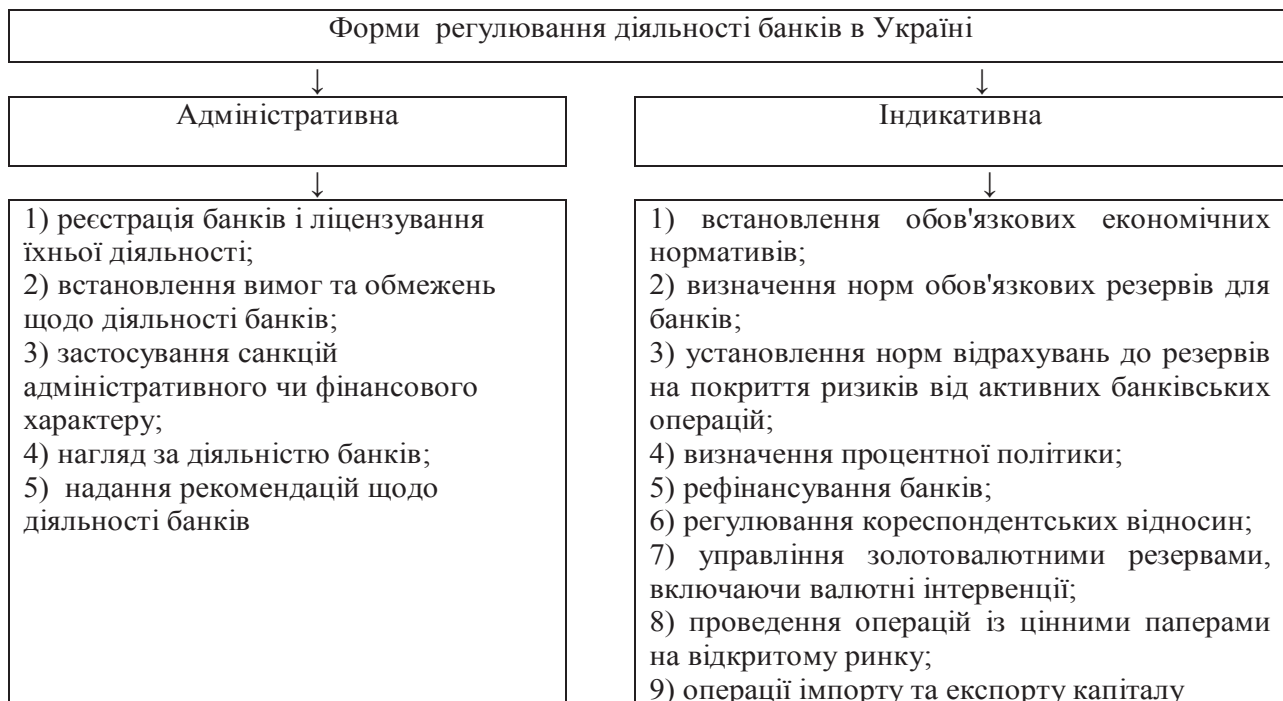 Форми регулювання діяльності банків в Україні
↓
↓
Адміністративна
↓
1) реєстрація банків і ліцензування
їхньої діяльності;
2) встановлення вимог та обмежень
щодо діяльності банків;
3) застосування санкцій
адміністративного чи фінансового
характеру;
4) нагляд за діяльністю банків;
5) надання рекомендацій щодо
діяльності банків
Індикативна
↓
1) встановлення обов'язкових економічних
нормативів;
2) визначення норм обов'язкових резервів для
банків;
3) установлення норм відрахувань до резервів
на покриття ризиків від активних банківських
операцій;
4) визначення процентної політики;
5) рефінансування банків;
6) регулювання кореспондентських відносин;
7) управління золотовалютними резервами,
включаючи валютні інтервенції;
8) проведення операцій із цінними паперами
на відкритому ринку;
9) операції імпорту та експорту капіталу